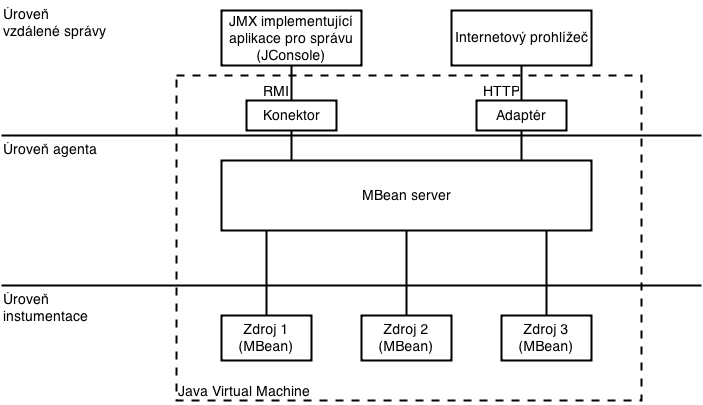 Úroveň
vzdálené správy
JMX implementující
aplikace pro správu
(JConsole)
Internetový prohlížeč
RMI
HTTP
Konektor
Adaptér
Úroveň agenta
MBean server
Úroveň
instumentace
Zdroj 1
(MBean)
Zdroj 2
(MBean)
Zdroj 3
(MBean)
Java Virtual Machine